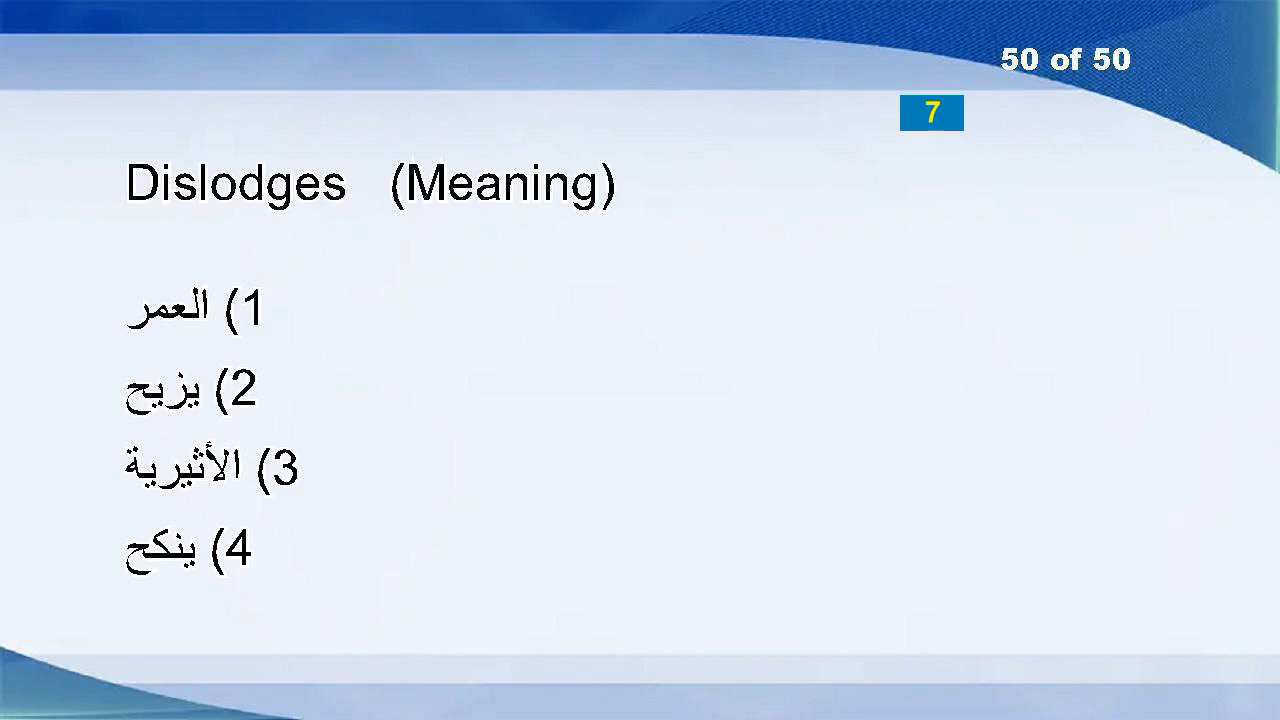 50 of 50
7
Dislodges (Meaning)
1) العمر
2) يزيح
3) الأثيرية
4) ينكح